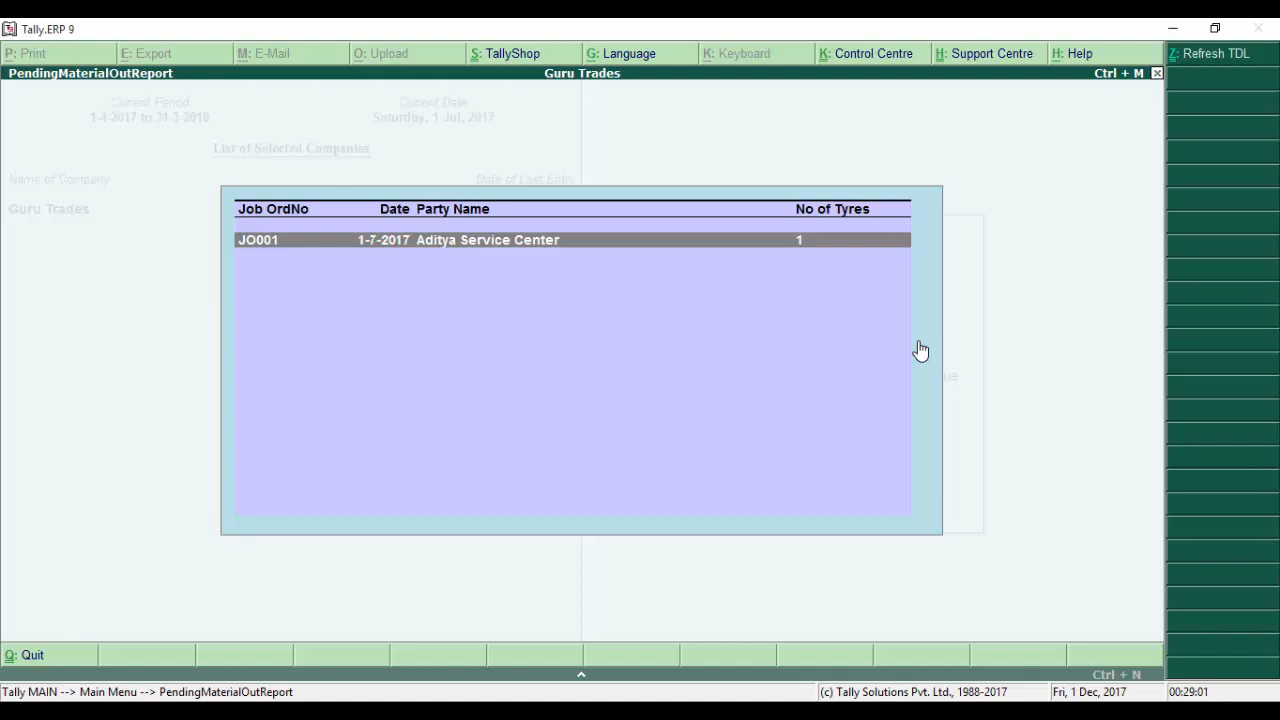 Tally.ERP 9
P: Print E: Export M: E-Mail O: Upload S: TallyShop G: Language K: Keyboard K: Control Centre H: Support Centre H: Help Z: Refresh TDL
PendingMaterialOutReport Guru Trades Ctrl + M
Current Period Current Date
1-4-2017 to 31-3-2018 Saturday, 1 Jul, 2017
List of Selected Companies
Name of Company Date of Last Entry
Guru Trades
Job OrdNo Date Party Name No of Tyres
JO001 1-7-2017 Aditya Service Center 1
Q: Quit
Ctrl + N
Tally MAIN --> Main Menu --> PendingMaterialOutReport (c) Tally Solutions Pvt. Ltd., 1988-2017 Fri, 1 Dec, 2017 00:29:01